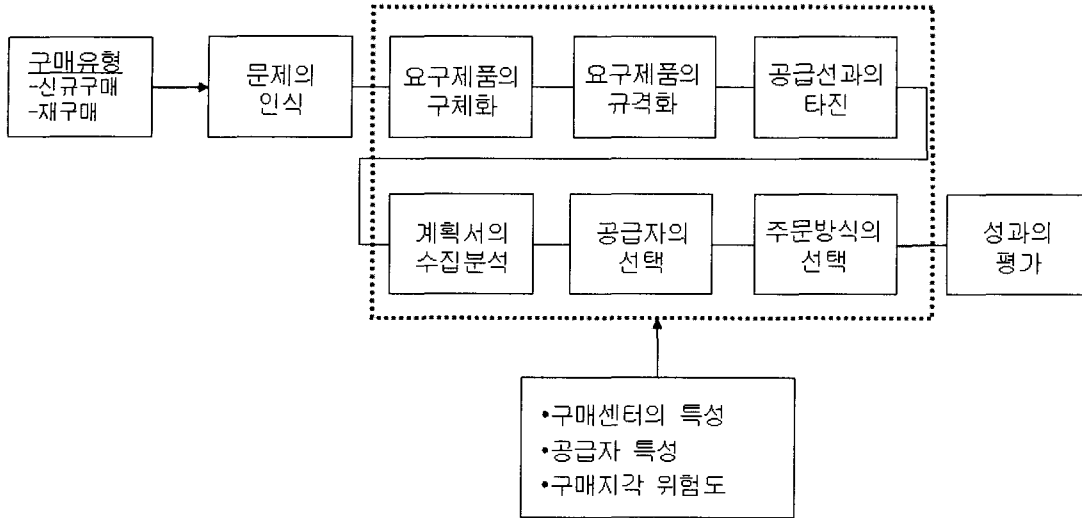 구매유형
-신규구매
-재구매
문제의
인식
요구제품의
구체화
요구제품의
규격화
공급선과의
타진
계획서의
수집분석
공급자의
선택
주문방식의
선택
성과의
평가
•구매센터의 특성
•공급자 특성
•구매지각 위험도